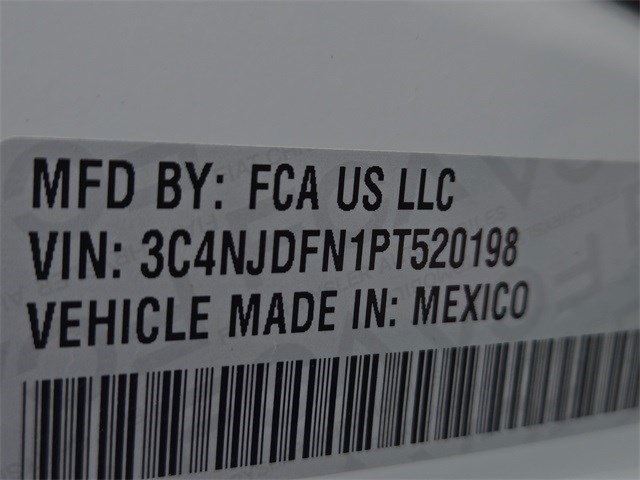 MFD BY: FCA US LLC
VIN: 3C4NJDFN1PT520198
VEHICLE MADE IN: MEXICO